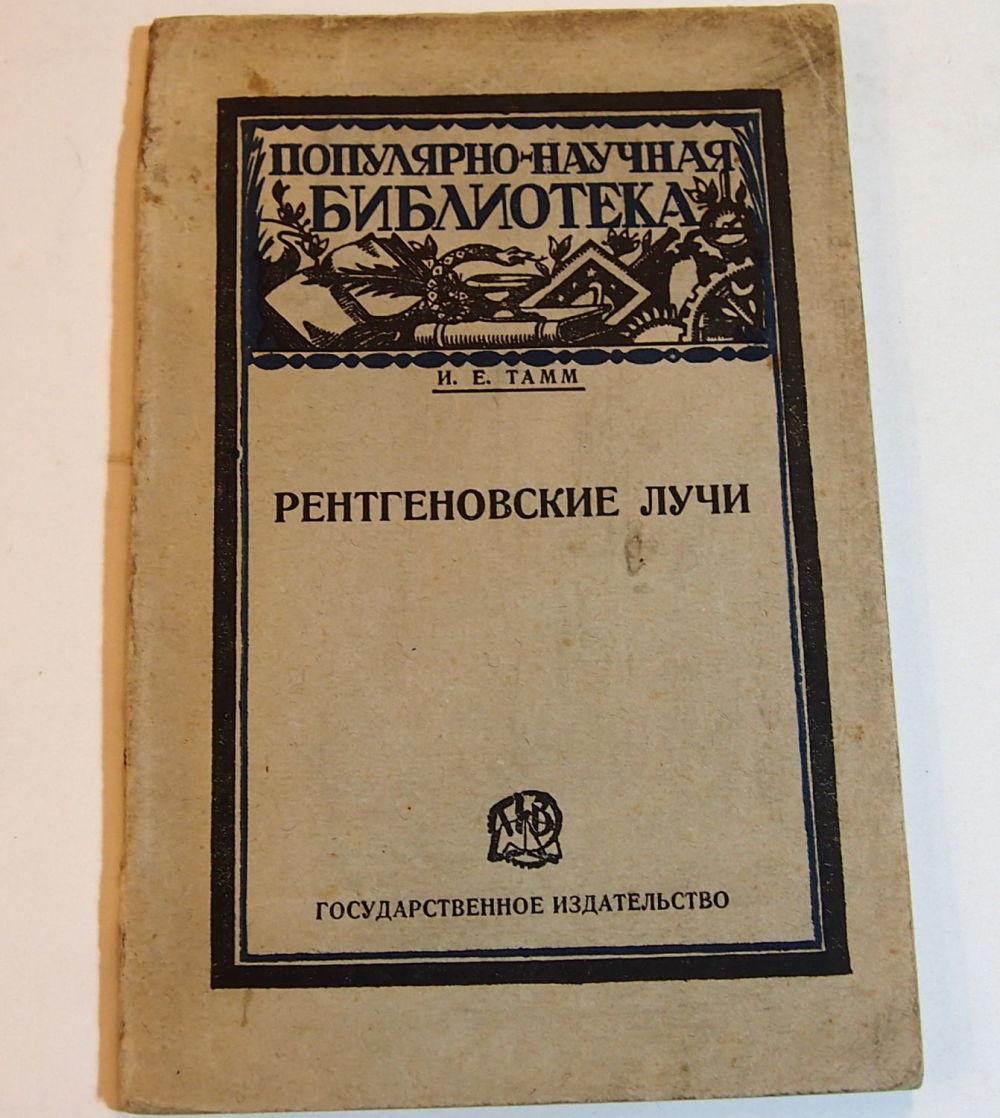 ПОПУЛЯРНО-НАУЧНАЯ
БИБЛИОТЕКА
И. Е. ТАММ
РЕНТГЕНОВСКИЕ ЛУЧИ
ГОСУДАРСТВЕННОЕ ИЗДАТЕЛЬСТВО